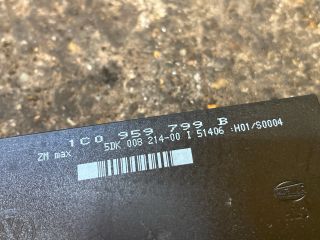 1C0 959 799 B
ZM max
5DK 008 214-00 I 51406 :H01/S0004